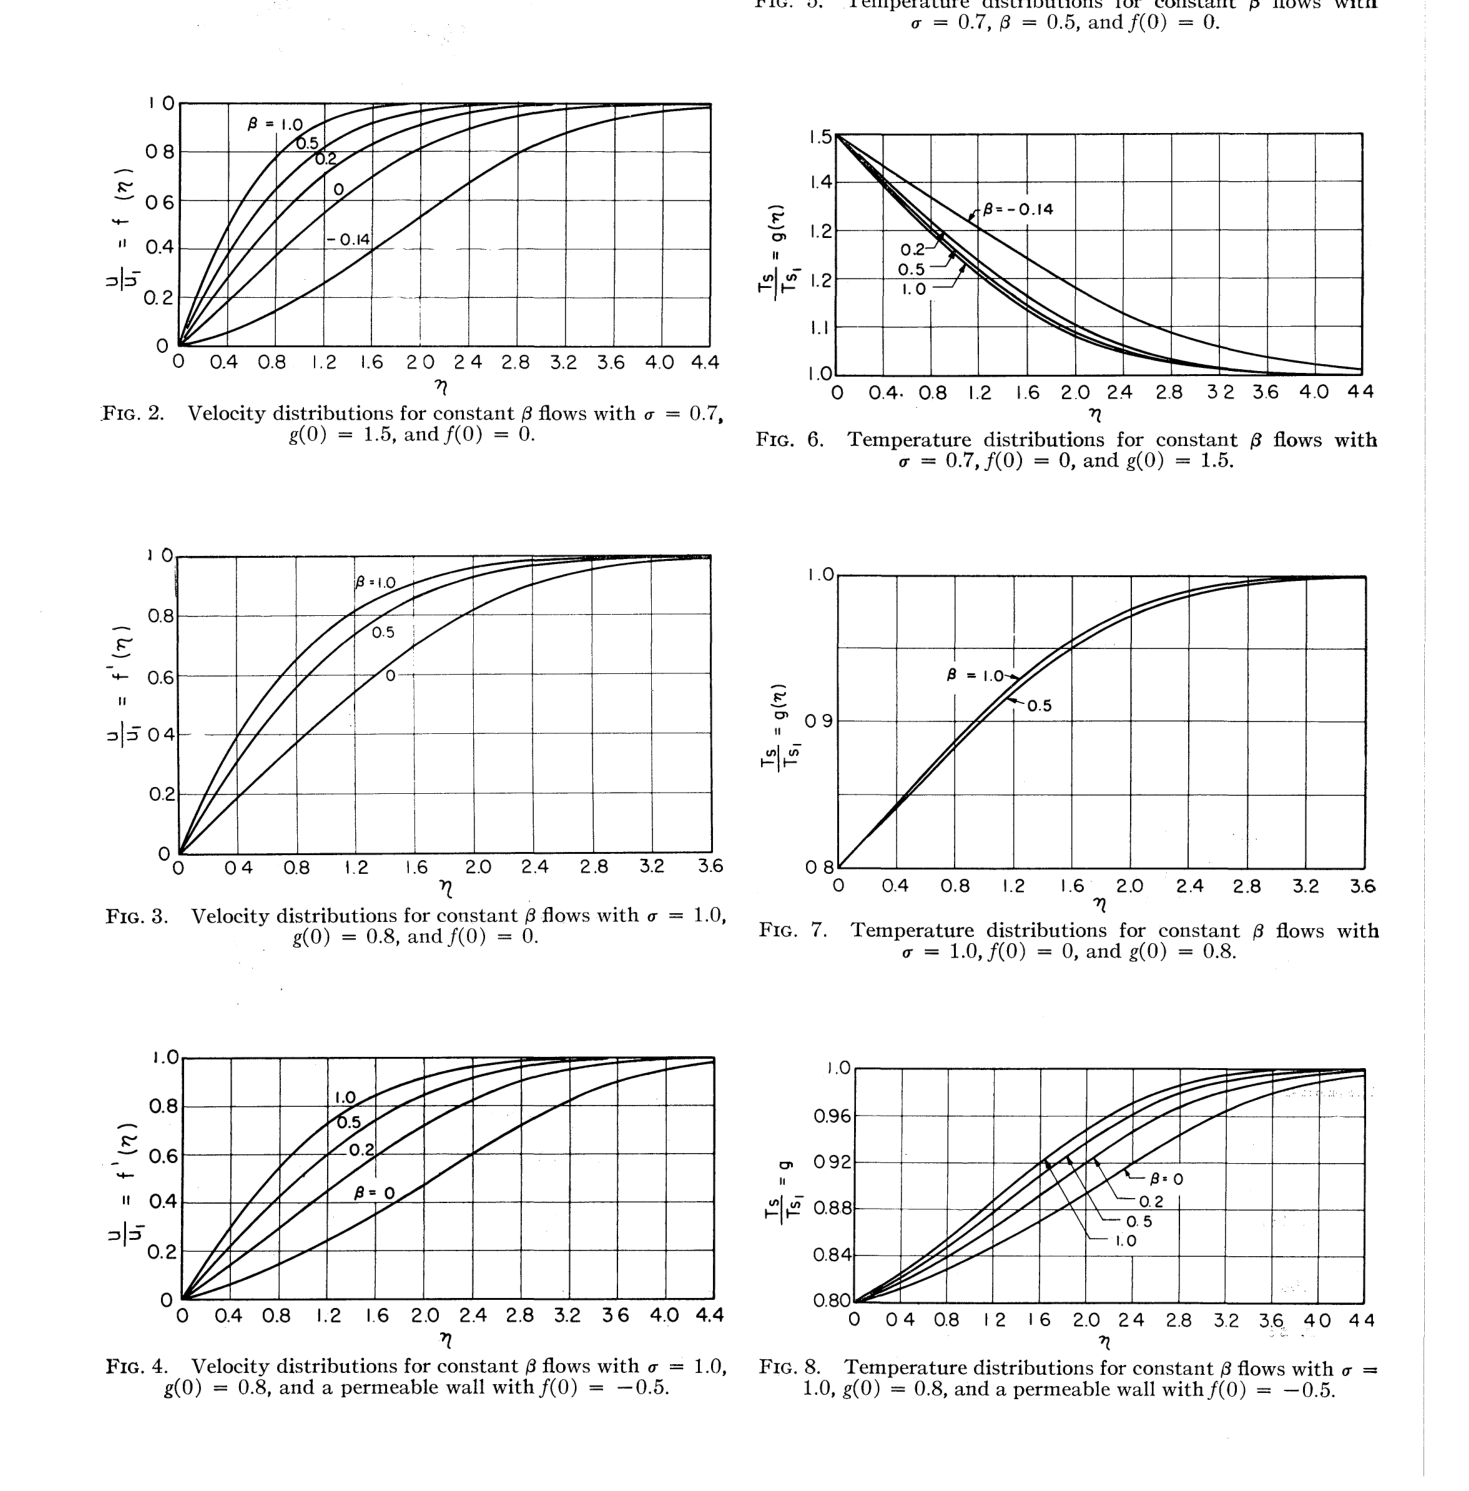 FIG. 5. Temperature distributions for constant β flows with
σ = 0.7, β = 0.5, and f(0) = 0.
1 0
0 8
0 6
0.4
0.2
0
β = 1.0
0.5
0.2
0
-0.14
u/u₁ = f (η)
0 0.4 0.8 1.2 1.6 2 0 2 4 2.8 3.2 3.6 4.0 4.4
η
FIG. 2. Velocity distributions for constant β flows with σ = 0.7,
g(0) = 1.5, and f(0) = 0.
1 0
0.8
0.6
0 4
0.2
0
β = 1.0
0.5
0
u/u₁ = f' (η)
0 0 4 0.8 1.2 1.6 2.0 2.4 2.8 3.2 3.6
η
FIG. 3. Velocity distributions for constant β flows with σ = 1.0,
g(0) = 0.8, and f(0) = 0.
1.0
0.8
0.6
0.4
0.2
0
1.0
0.5
0.2
β = 0
u/u₁ = f' (η)
0 0.4 0.8 1.2 1.6 2.0 2.4 2.8 3.2 3 6 4.0 4.4
η
FIG. 4. Velocity distributions for constant β flows with σ = 1.0,
g(0) = 0.8, and a permeable wall with f(0) = −0.5.
1.5
1.4
1.2
1.2
1.1
1.0
β = -0.14
0.2
0.5
1.0
Ts/Ts₁ = g(η)
0 0.4. 0.8 1.2 1.6 2.0 2.4 2.8 3 2 3.6 4.0 4 4
η
FIG. 6. Temperature distributions for constant β flows with
σ = 0.7, f(0) = 0, and g(0) = 1.5.
1.0
0 9
0 8
β = 1.0
0.5
Ts/Ts₁ = g(η)
0 0.4 0.8 1.2 1.6 2.0 2.4 2.8 3.2 3.6
η
FIG. 7. Temperature distributions for constant β flows with
σ = 1.0, f(0) = 0, and g(0) = 0.8.
1.0
0.96
0 92
0.88
0.84
0.80
β = 0
0.2
0.5
1.0
Ts/Ts₁ = g
0 0 4 0.8 1 2 1 6 2.0 2 4 2.8 3.2 3.6 4 0 4 4
η
FIG. 8. Temperature distributions for constant β flows with σ =
1.0, g(0) = 0.8, and a permeable wall with f(0) = −0.5.